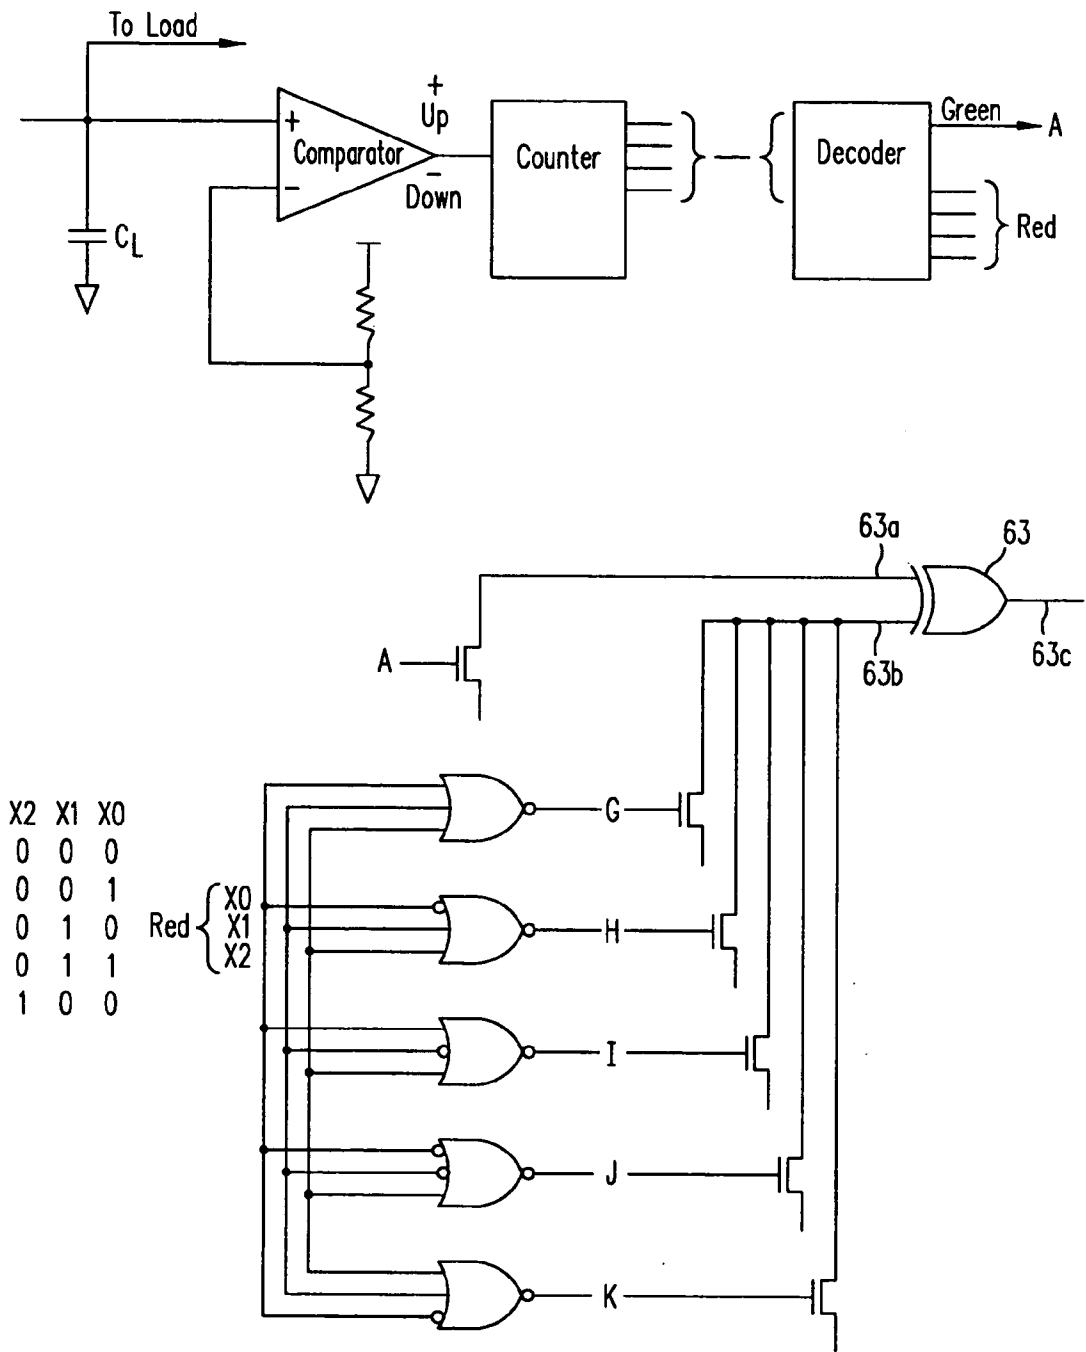 To Load
+
Up
Green
A
+
Comparator
Counter
Decoder
−
−
Down
Red
CL
63a
63
A
63b
63c
X2 X1 X0
0 0 0
0 0 1
0 1 0
0 1 1
1 0 0
G
Red
X0
X1
X2
H
I
J
K